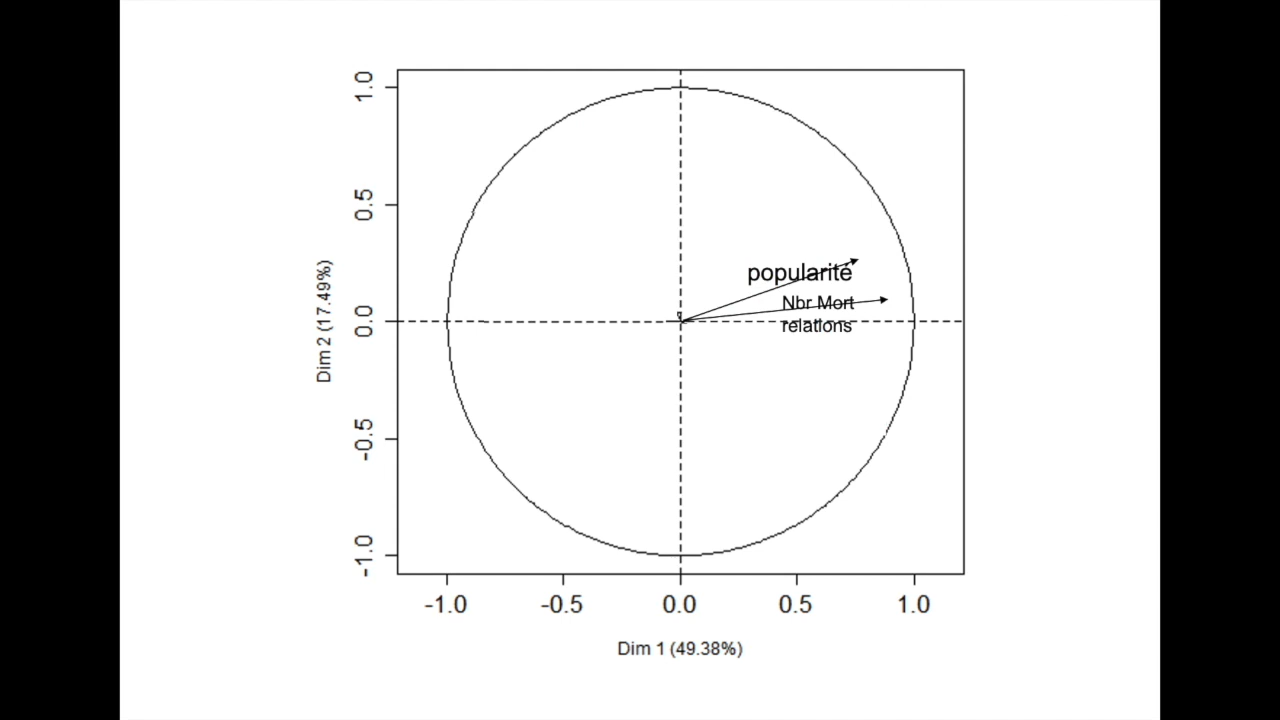 1.0
0.5
0.0
-0.5
-1.0
Dim 2 (17.49%)
popularité
Nbr Mort
relations
-1.0 -0.5 0.0 0.5 1.0
Dim 1 (49.38%)